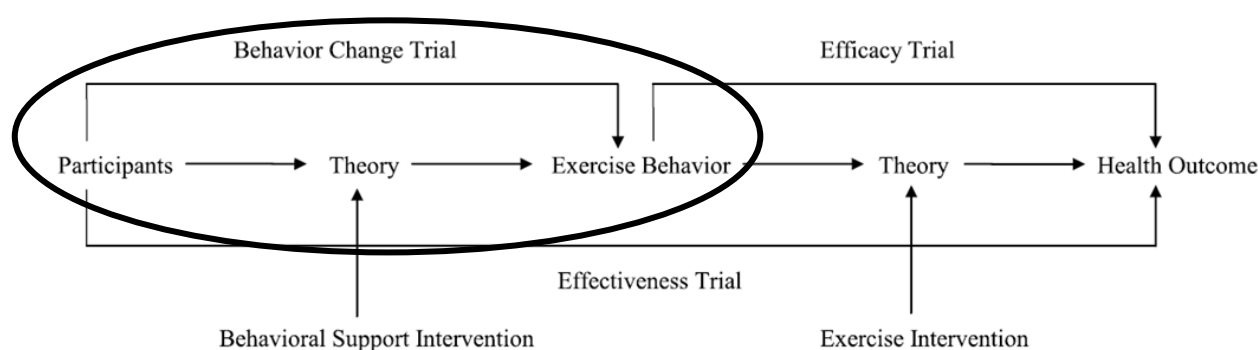 Behavior Change Trial
Efficacy Trial
Participants
Theory
Exercise Behavior
Theory
Health Outcome
Effectiveness Trial
Behavioral Support Intervention
Exercise Intervention